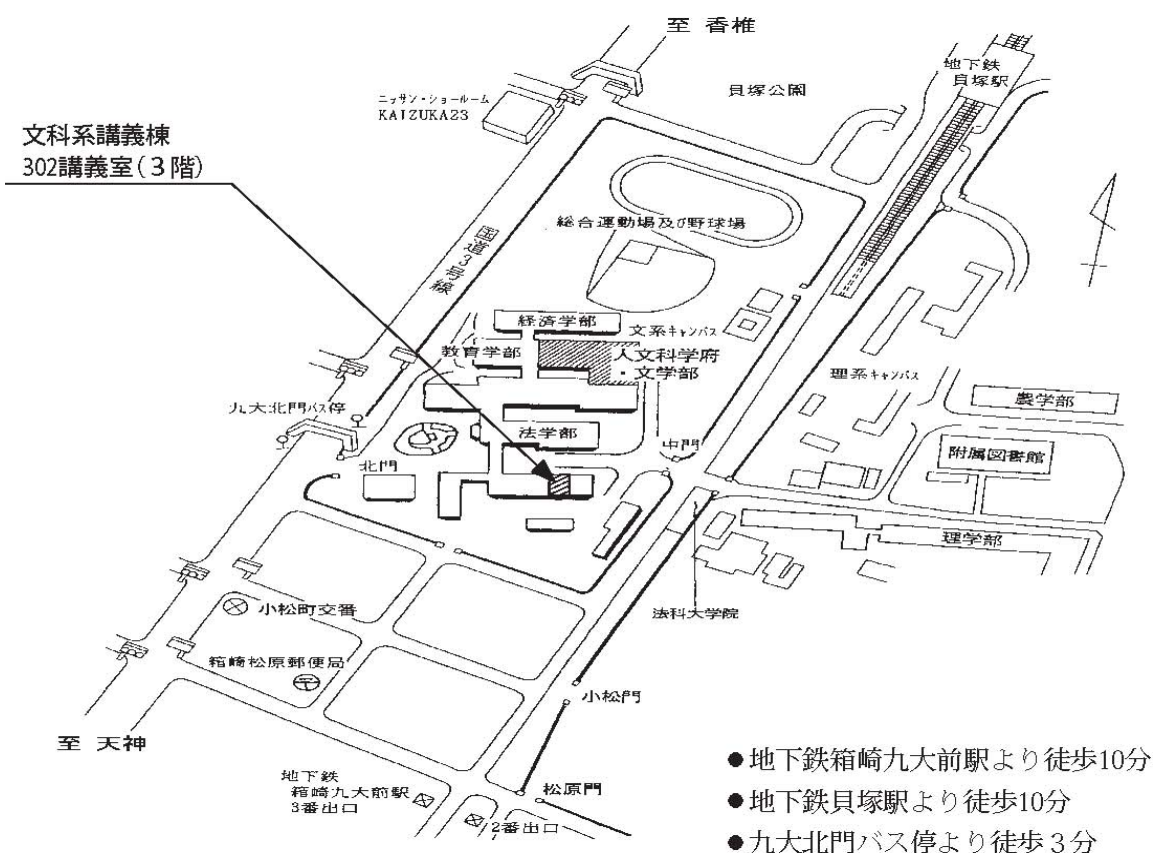 至 香椎
地下鉄
貝塚駅
貝塚公園
ニッサン・ショールーム
KAIZUKA23
文科系講義棟
302講義室(3階)
総合運動場及び野球場
国道3号線
経済学部
文系キャンパス
教育学部
人文科学府
・文学部
理系キャンパス
農学部
九大北門バス停
法学部
中門
附属図書館
北門
理学部
小松町交番
法科大学院
箱崎松原郵便局
小松門
至 天神
地下鉄
箱崎九大前駅
3番出口
松原門
2番出口
●地下鉄箱崎九大前駅より徒歩10分
●地下鉄貝塚駅より徒歩10分
●九大北門バス停より徒歩3分